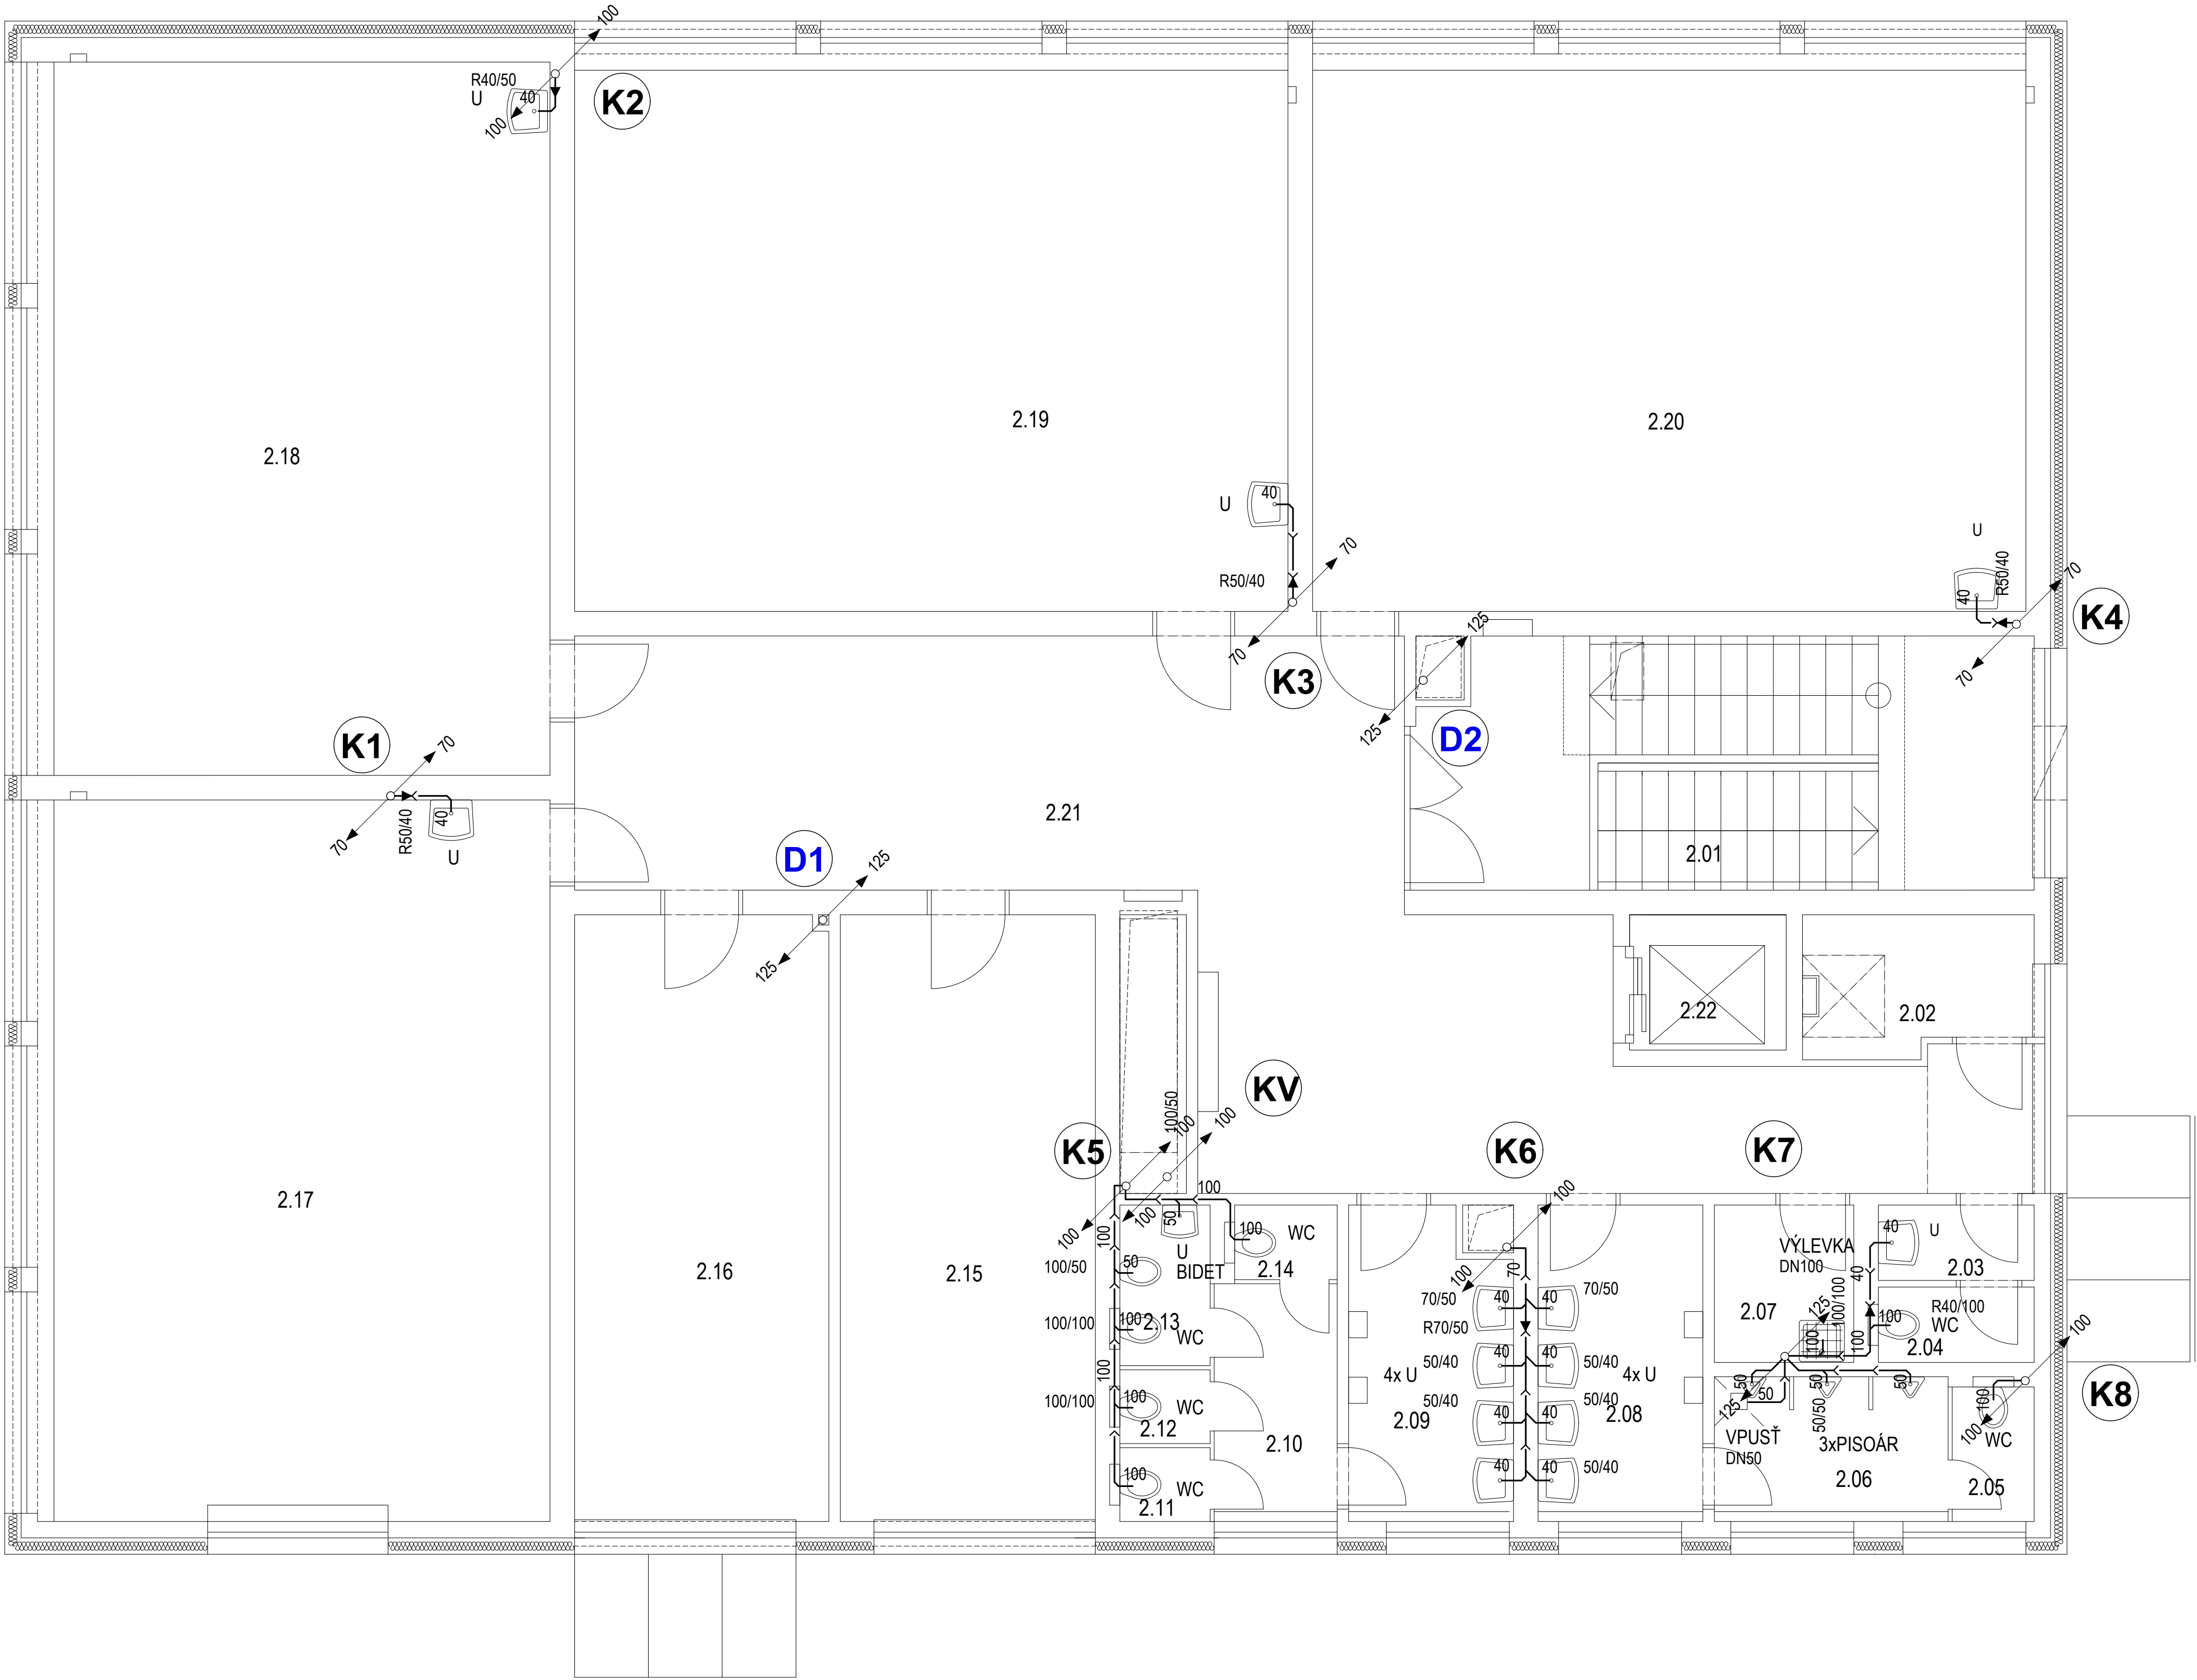 100
R40/50
U
40
100
K2
2.18
2.19
2.20
U
40
R50/40
70
70
K3
U
40
R50/40
70
70
K4
125
125
D2
K1
70
70
R50/40
40
U
2.21
2.01
D1
125
125
2.22
2.02
KV
100/50
100
100
K5
K6
K7
2.17
2.16
2.15
100
100
100
50
100
U
BIDET
100
WC
2.14
100/50
50
100/100
100
2.13
WC
100
100/100
100
WC
2.12
2.10
100
WC
2.11
100
100
70
70/50
40
40
70/50
R70/50
50/40
40
40
50/40
4x U
4x U
50/40
40
40
50/40
2.09
2.08
40
40
50/40
VÝLEVKA
DN100
40
U
2.03
40
2.07
125
100/100
100
100
100
R40/100
WC
2.04
100
50
50
50
50
125
50/50
VPUSŤ
DN50
3xPISOÁR
2.06
100
100
WC
2.05
K8